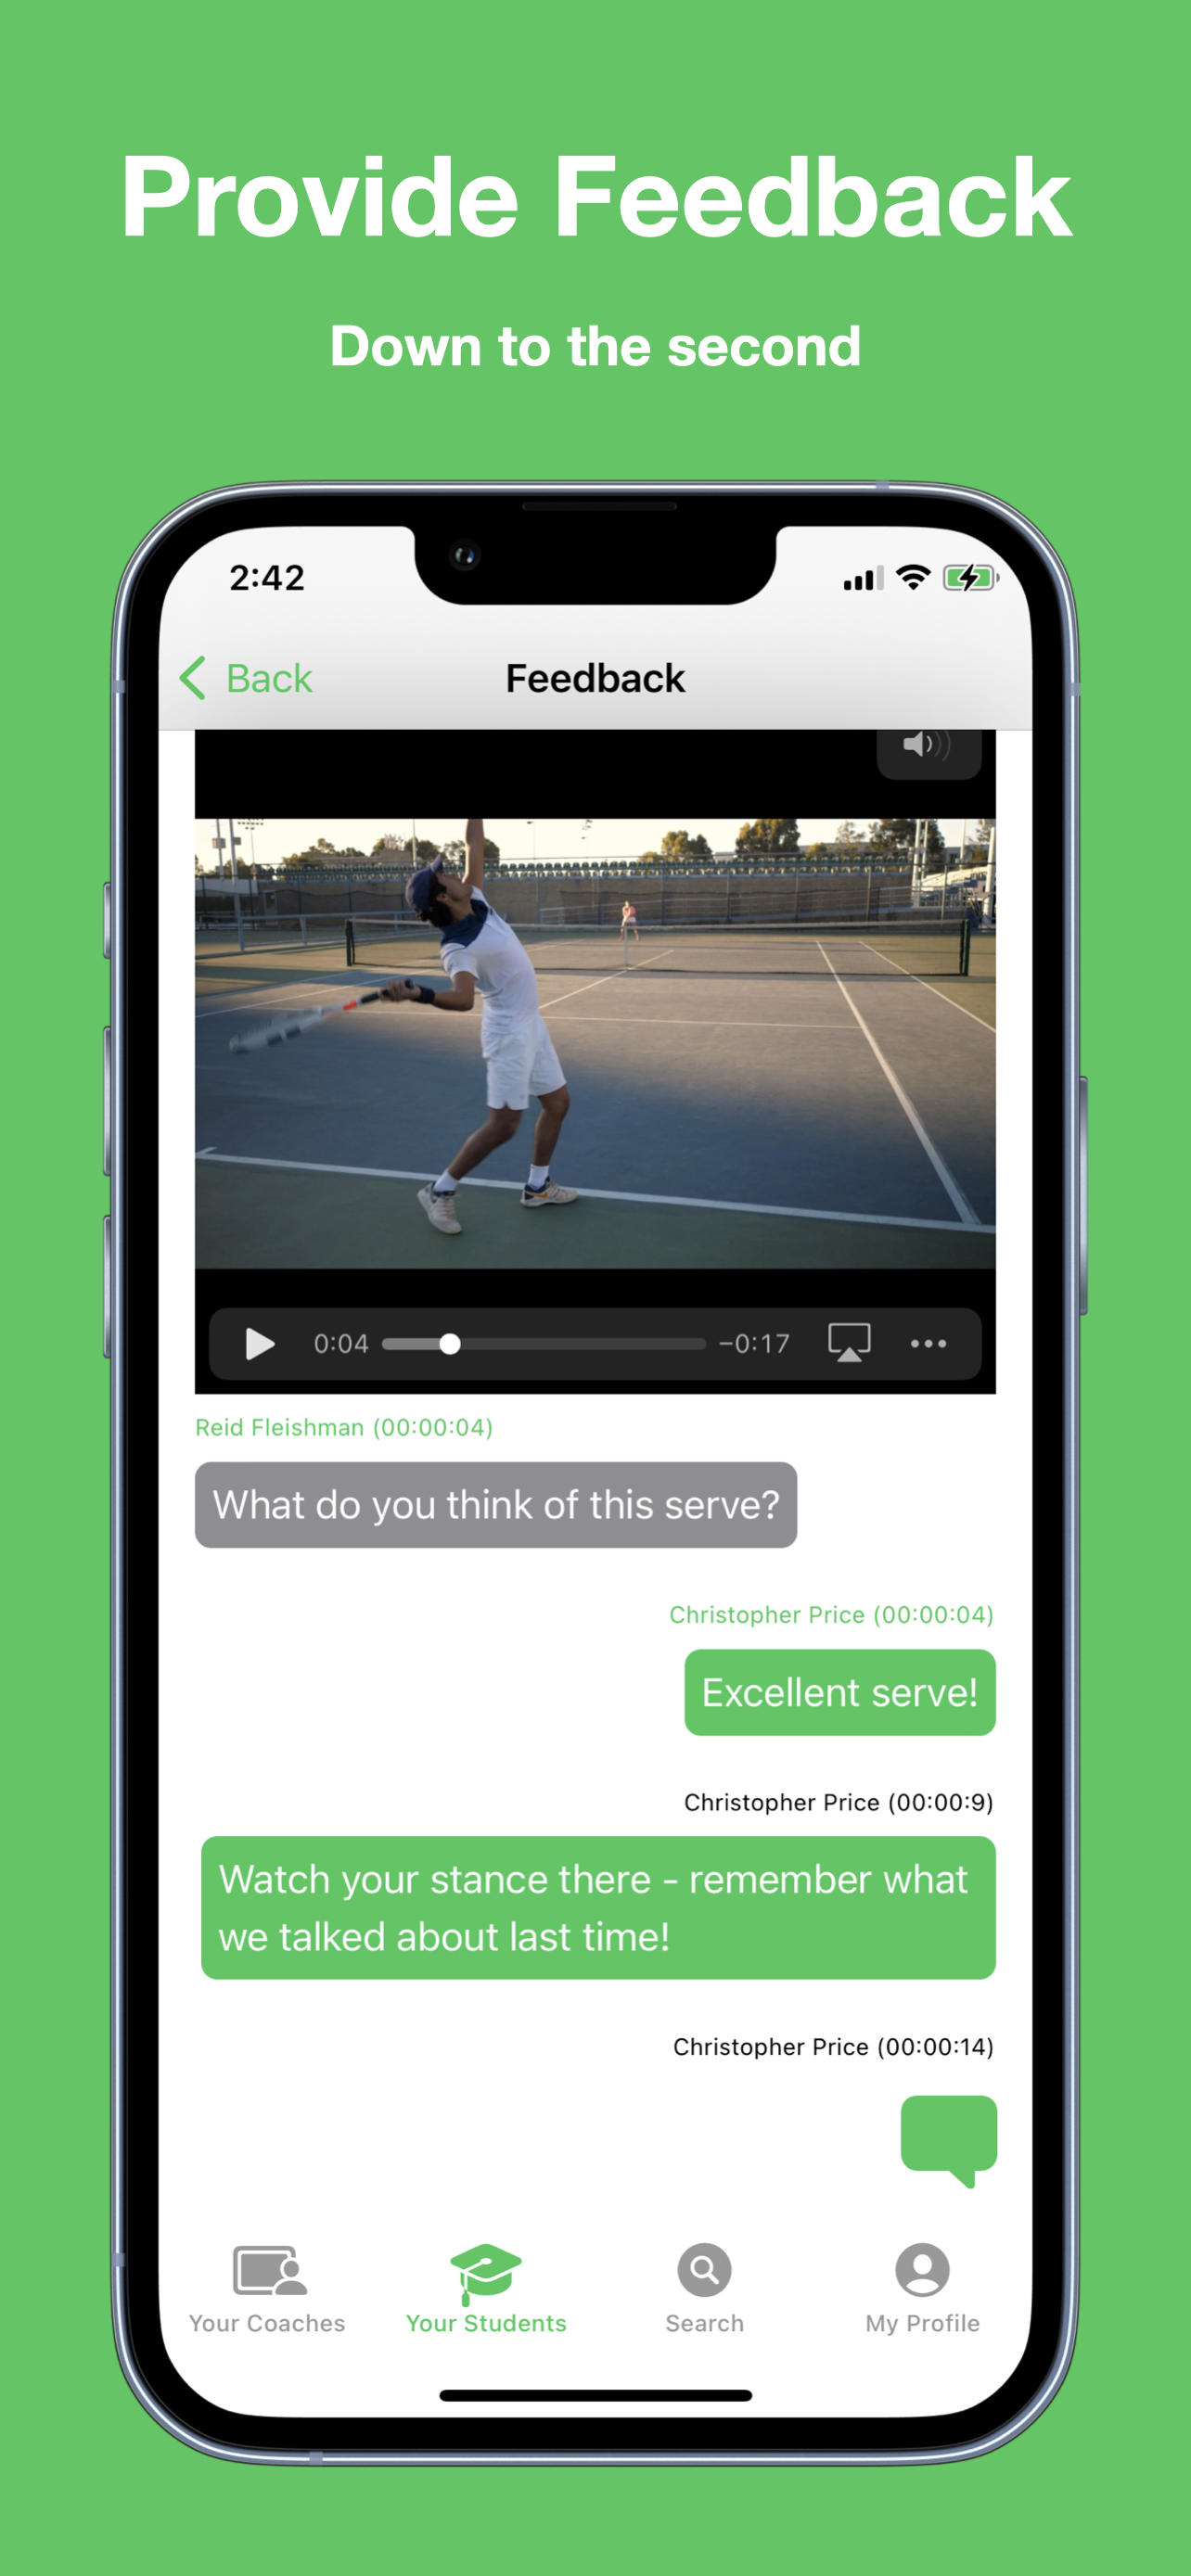 Provide Feedback
Down to the second
2:42
Back
Feedback
0:04
−0:17
Reid Fleishman (00:00:04)
What do you think of this serve?
Christopher Price (00:00:04)
Excellent serve!
Christopher Price (00:00:9)
Watch your stance there - remember what
we talked about last time!
Christopher Price (00:00:14)
Your Coaches
Your Students
Search
My Profile